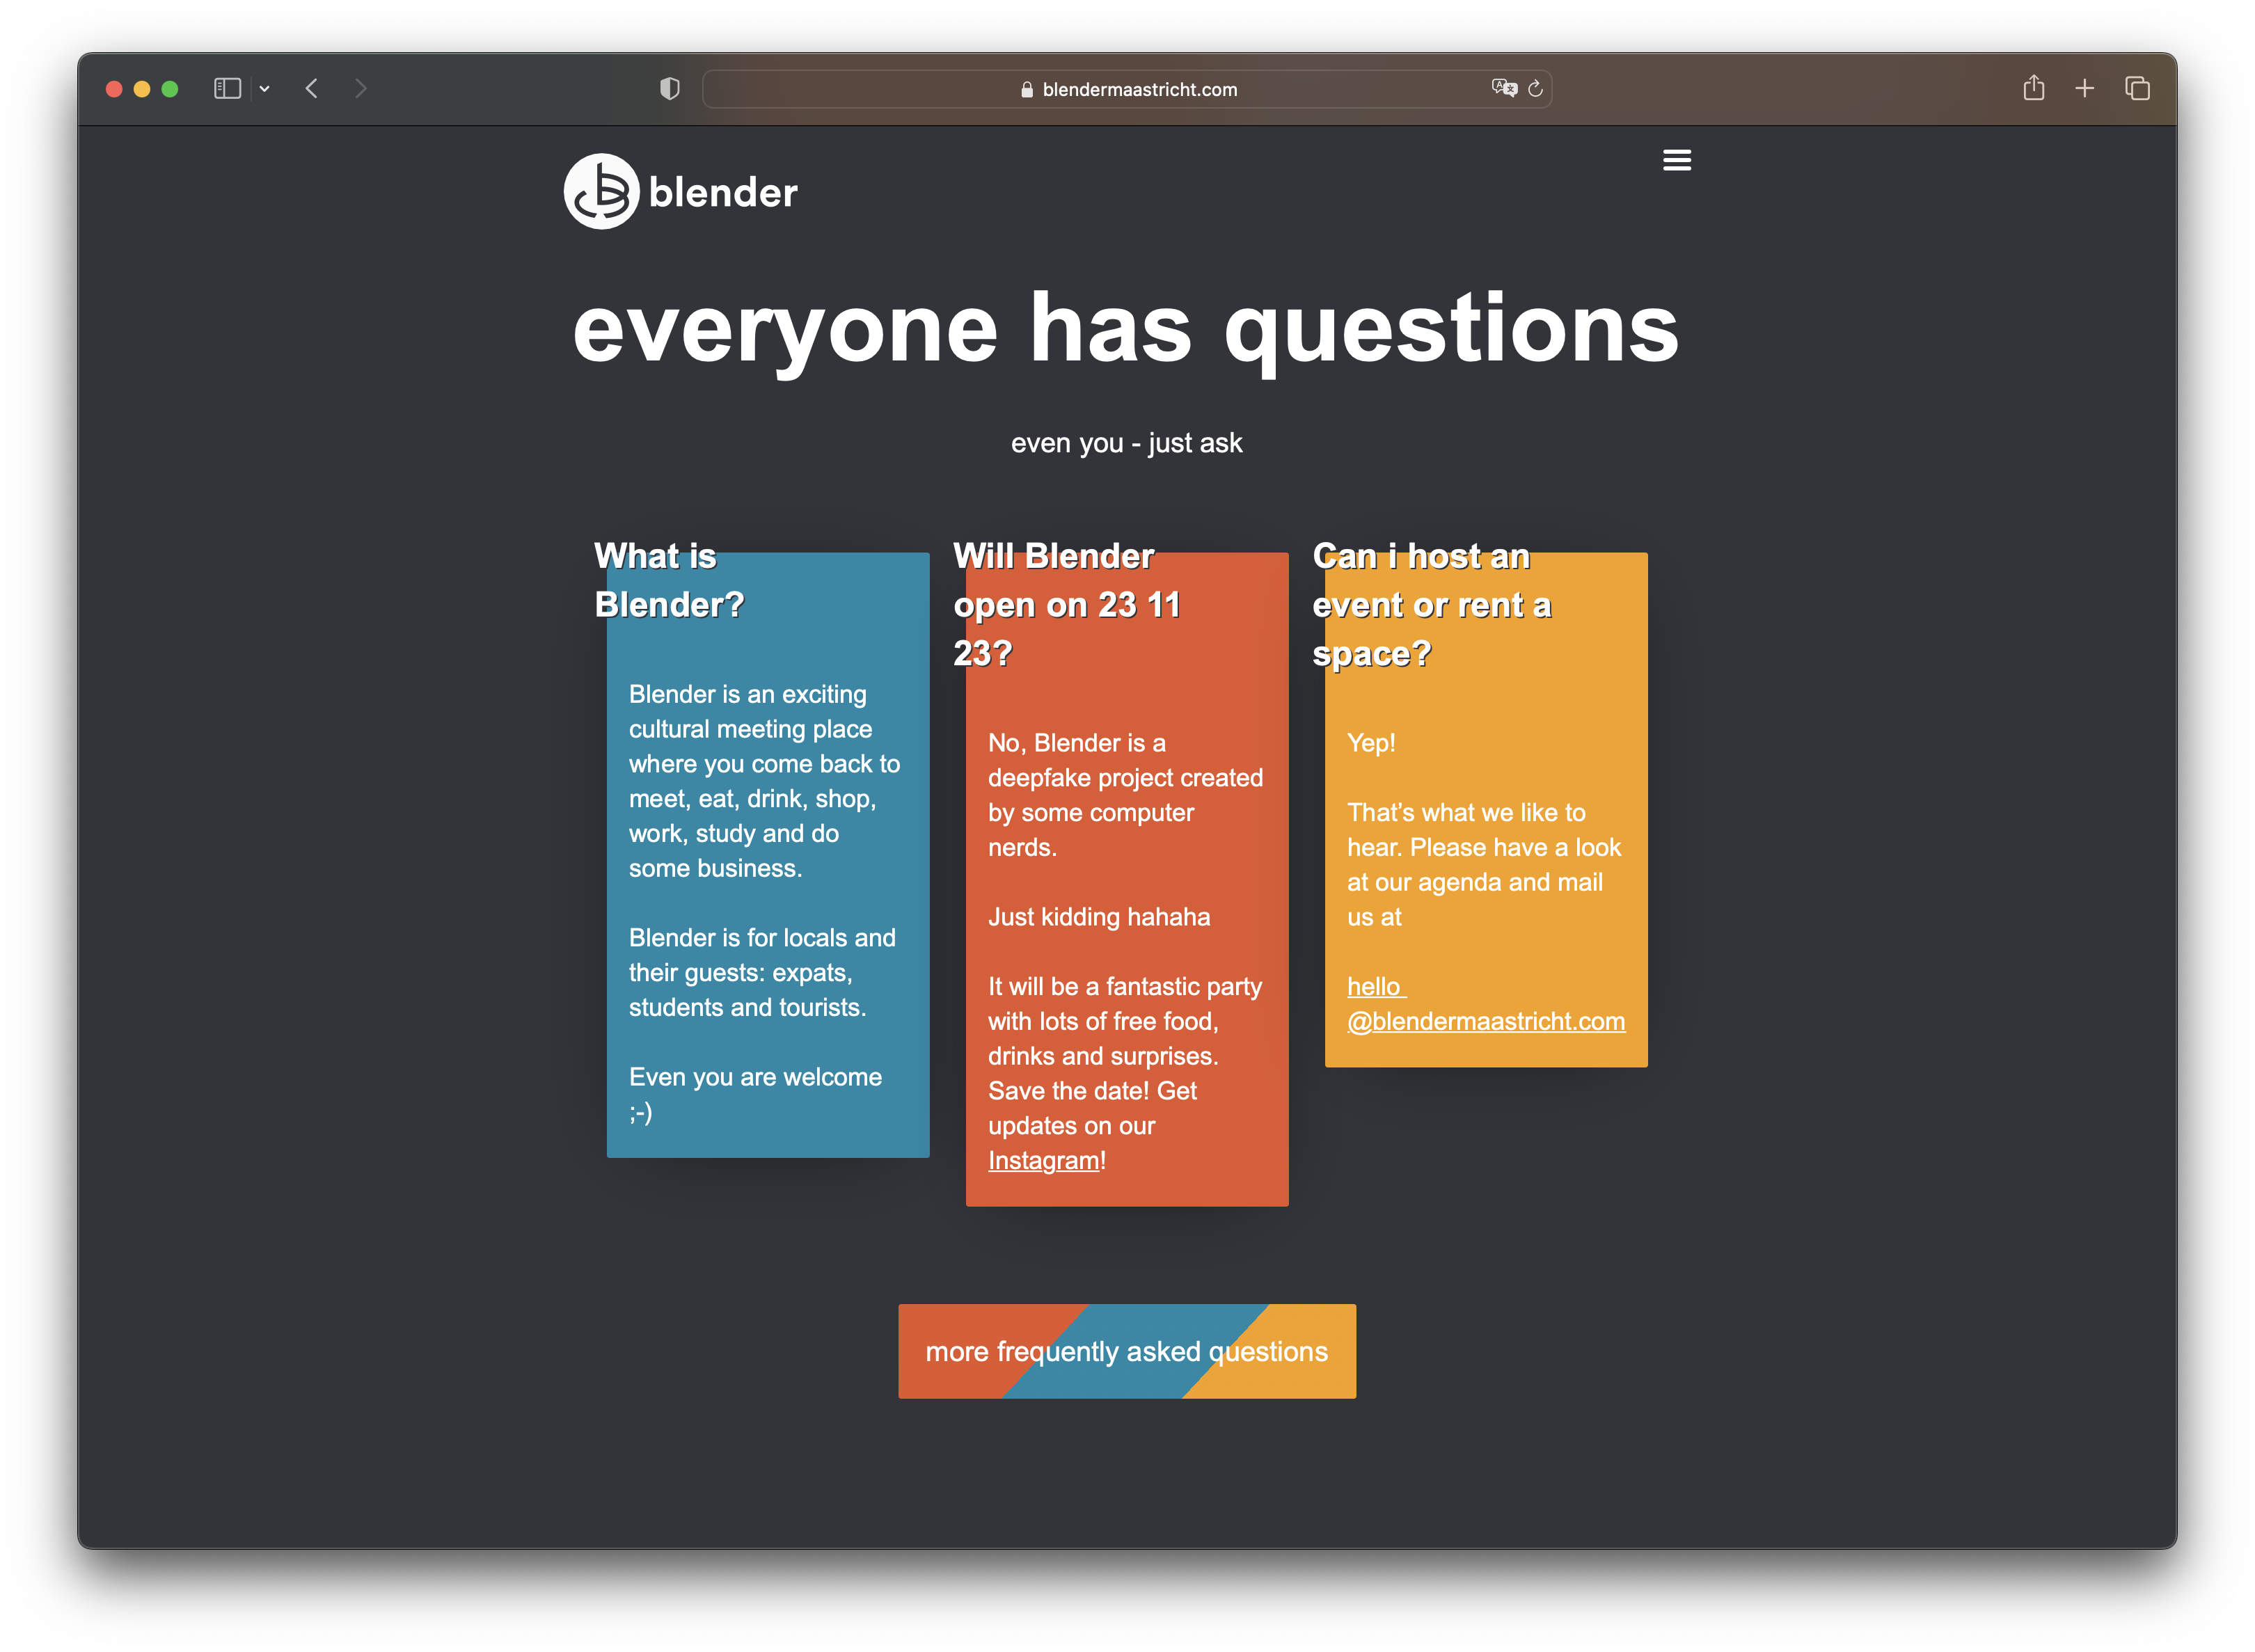 blendermaastricht.com
blender
everyone has questions
even you - just ask
What is
Blender?
Blender is an exciting
cultural meeting place
where you come back to
meet, eat, drink, shop,
work, study and do
some business.
Blender is for locals and
their guests: expats,
students and tourists.
Even you are welcome
;-)
Will Blender
open on 23 11
23?
No, Blender is a
deepfake project created
by some computer
nerds.
Just kidding hahaha
It will be a fantastic party
with lots of free food,
drinks and surprises.
Save the date! Get
updates on our
Instagram!
Can i host an
event or rent a
space?
Yep!
That’s what we like to
hear. Please have a look
at our agenda and mail
us at
hello
@blendermaastricht.com
more frequently asked questions